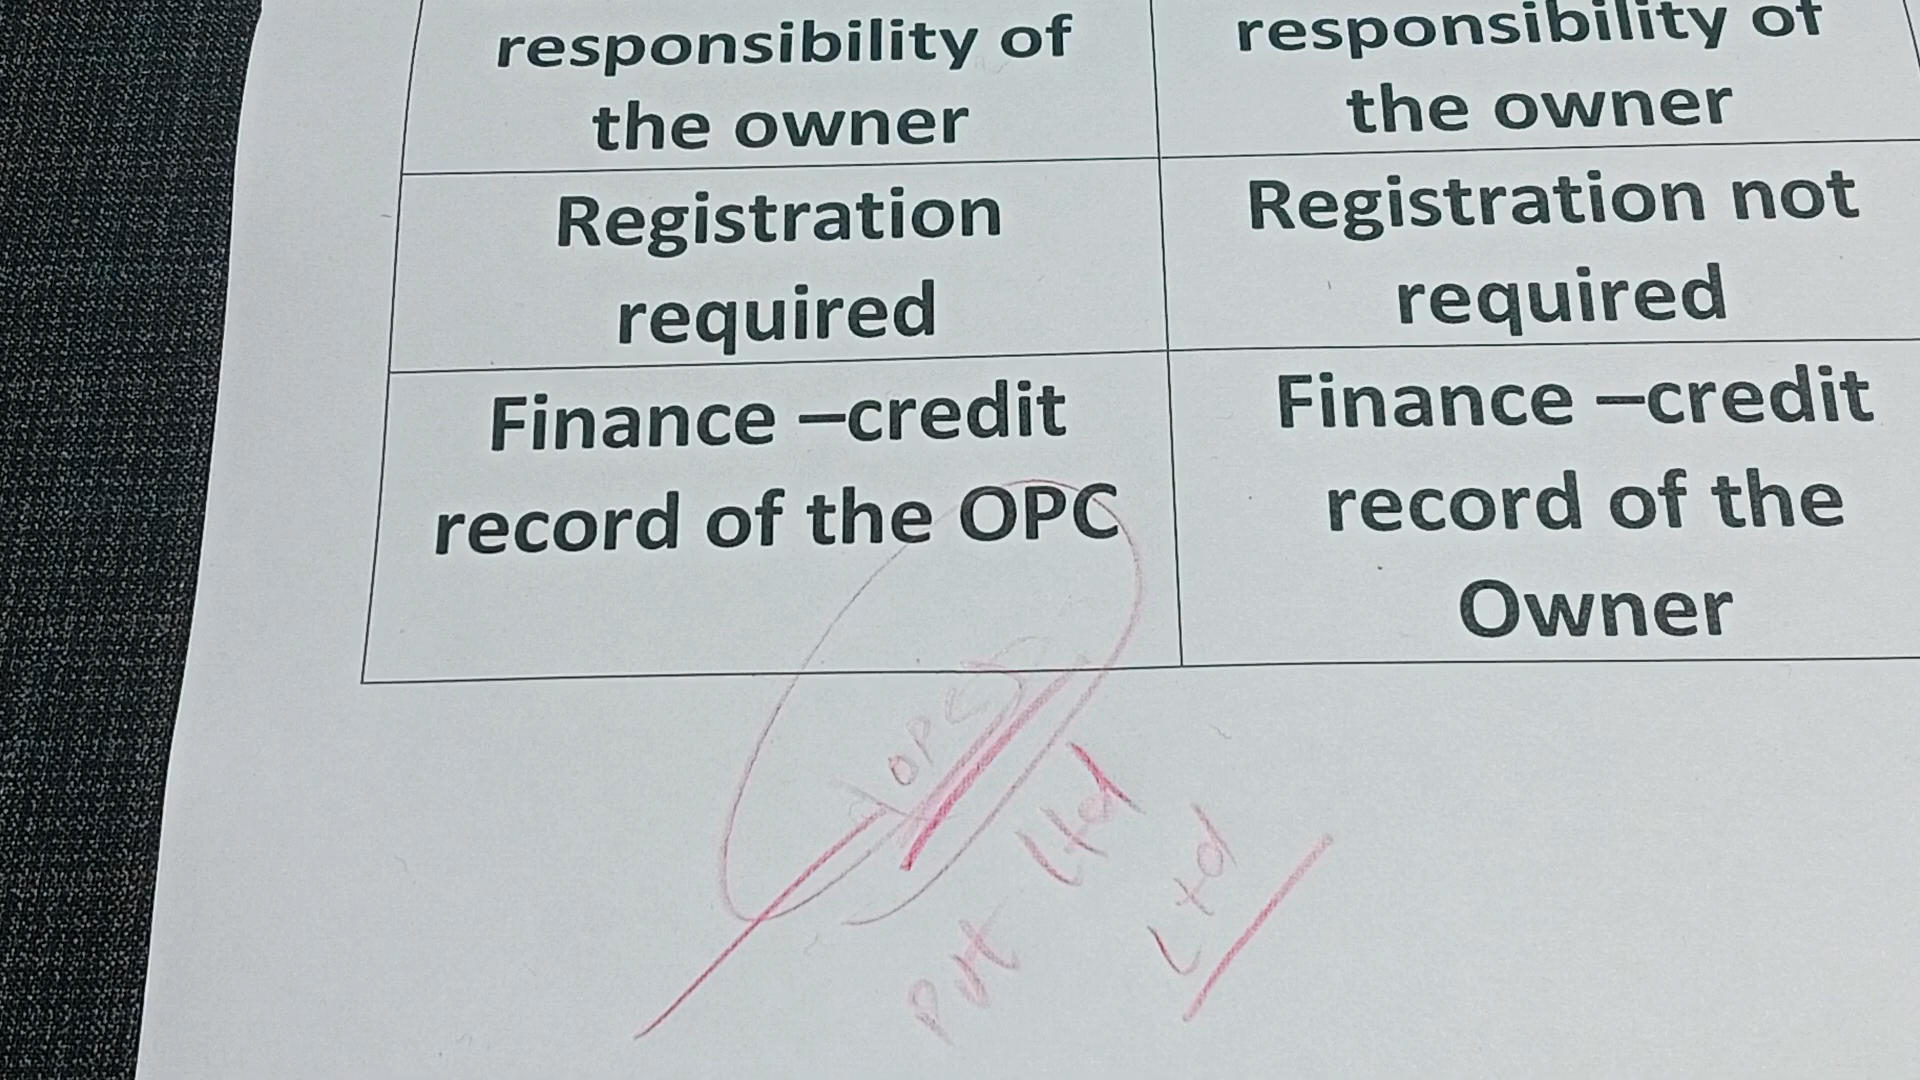 responsibility of
the owner
responsibility of
the owner
Registration
required
Registration not
required
Finance –credit
record of the OPC
Finance –credit
record of the
Owner
(OPC)
Pvt Ltd
Ltd